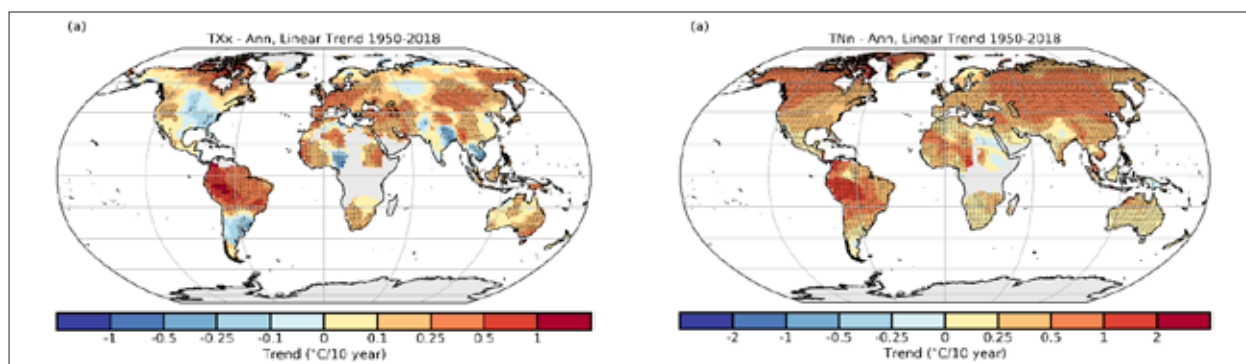 (a)
TXx - Ann, Linear Trend 1950-2018
-1 -0.5 -0.25 -0.1 0 0.1 0.25 0.5 1
Trend (°C/10 year)
(a)
TNn - Ann, Linear Trend 1950-2018
-2 -1 -0.5 -0.25 0 0.25 0.5 1 2
Trend (°C/10 year)